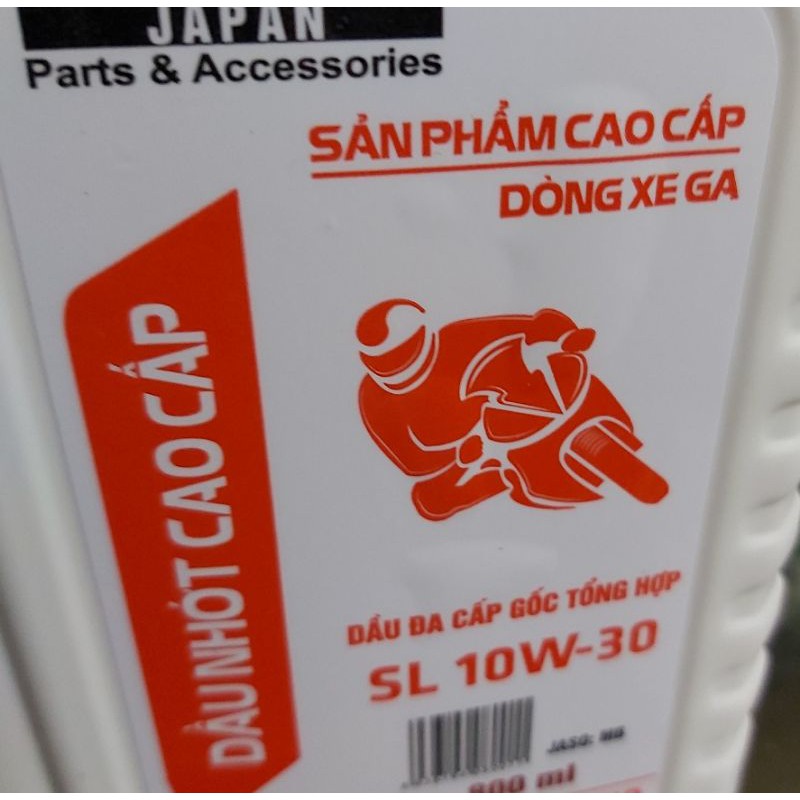 JAPAN
Parts & Accessories
SẢN PHẨM CAO CẤP
DÒNG XE GA
DẦU NHỚT CAO CẤP
DẦU ĐA CẤP GỐC TỔNG HỢP
SL 10W-30
JASO: MB
800 ml